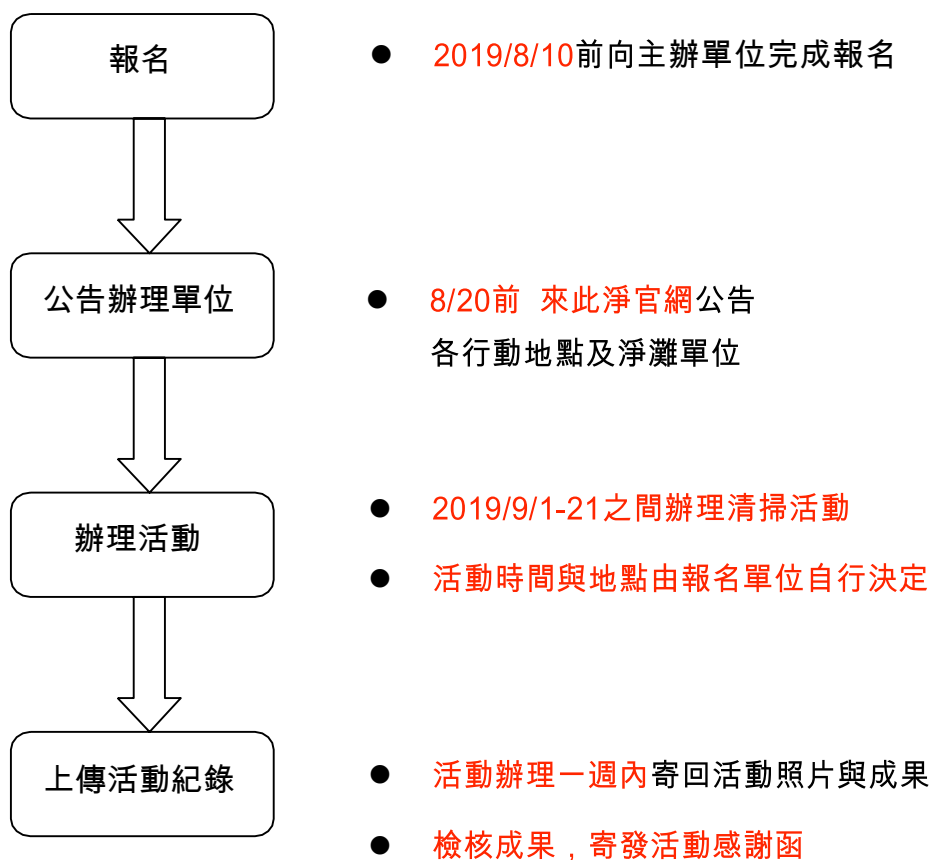 報名
● 2019/8/10前向主辦單位完成報名
公告辦理單位
● 8/20前 來此淨官網公告
各行動地點及淨灘單位
辦理活動
● 2019/9/1-21之間辦理清掃活動
● 活動時間與地點由報名單位自行決定
上傳活動紀錄
● 活動辦理一週內寄回活動照片與成果
● 檢核成果，寄發活動感謝函